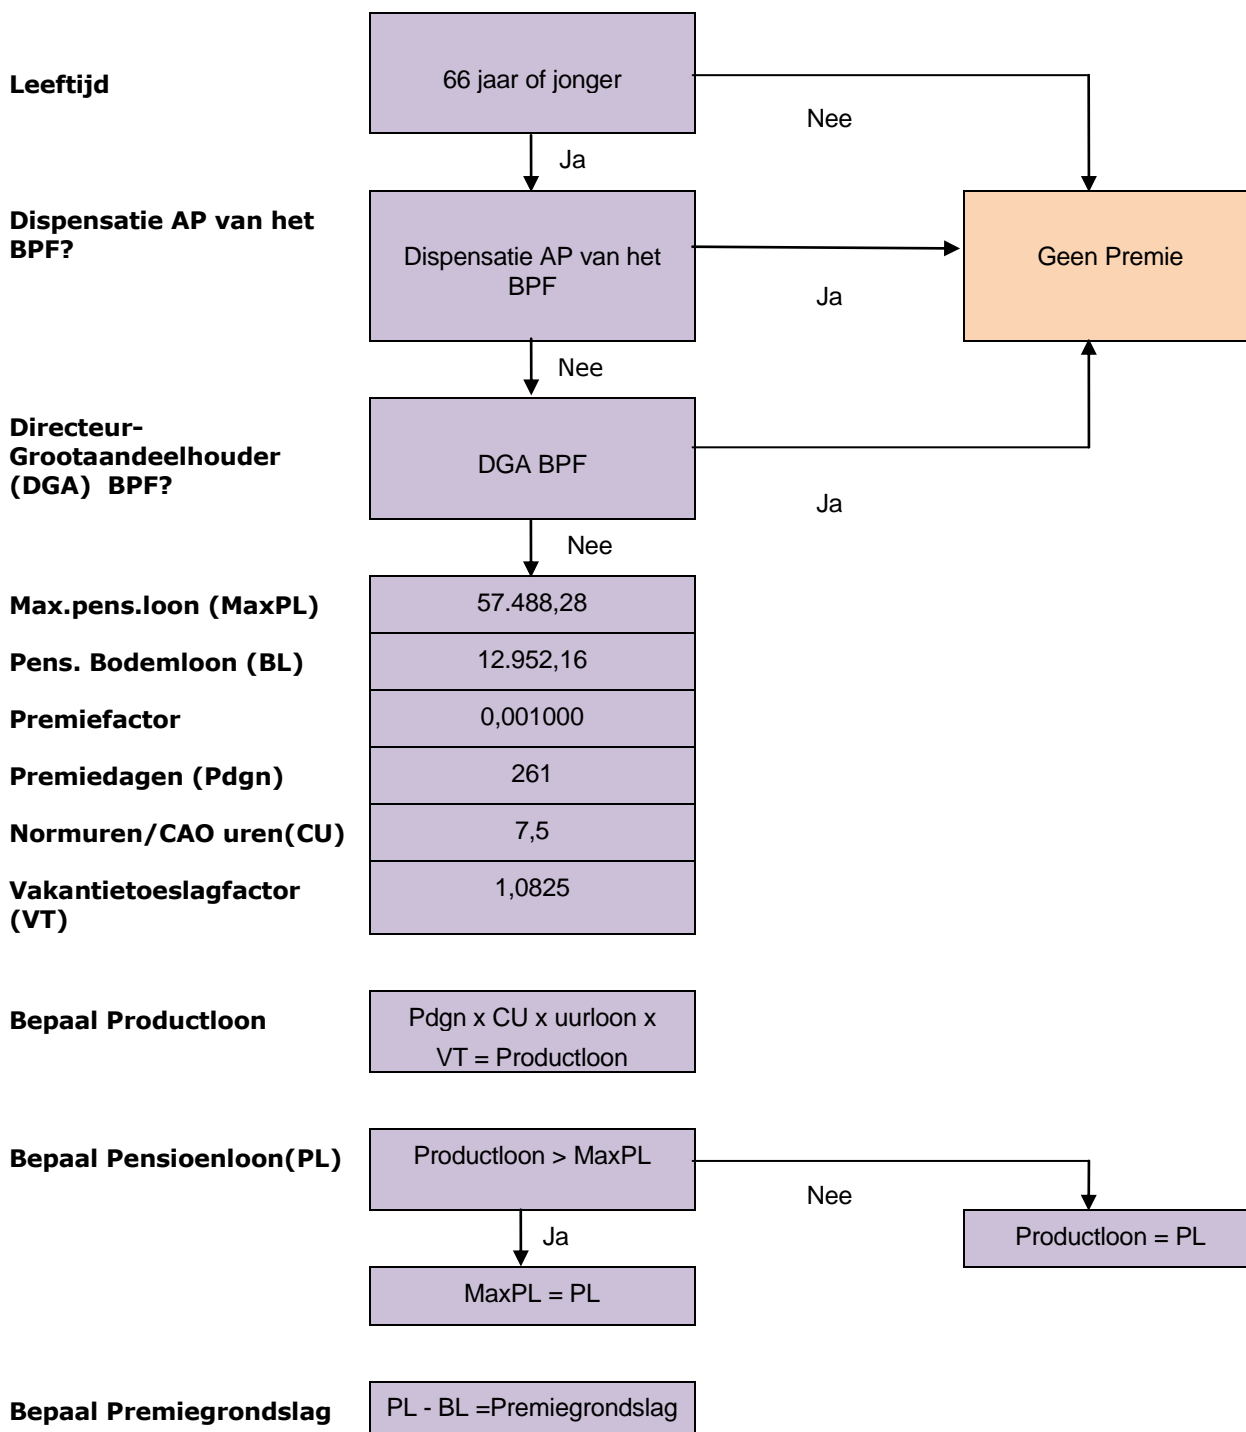 Leeftijd
66 jaar of jonger
Nee
Ja
Dispensatie AP van het
BPF?
Dispensatie AP van het
BPF
Ja
Geen Premie
Nee
Directeur-
Grootaandeelhouder
(DGA) BPF?
DGA BPF
Ja
Nee
Max.pens.loon (MaxPL)
57.488,28
Pens. Bodemloon (BL)
12.952,16
Premiefactor
0,001000
Premiedagen (Pdgn)
261
Normuren/CAO uren(CU)
7,5
Vakantietoeslagfactor
(VT)
1,0825
Bepaal Productloon
Pdgn x CU x uurloon x
VT = Productloon
Bepaal Pensioenloon(PL)
Productloon > MaxPL
Nee
Ja
Productloon = PL
MaxPL = PL
Bepaal Premiegrondslag
PL - BL =Premiegrondslag